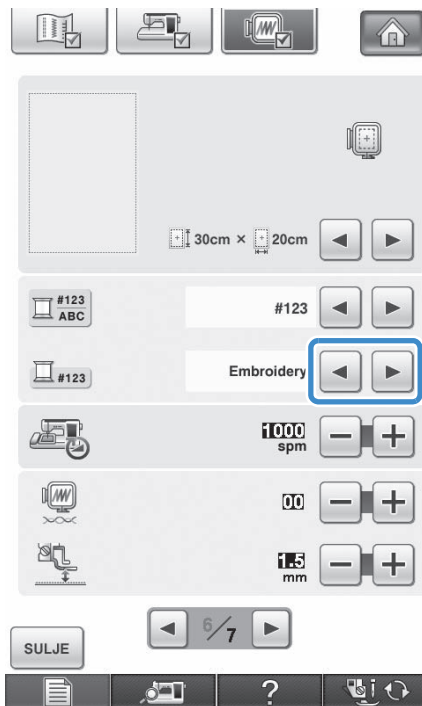 30cm × 20cm
#123
ABC
#123
#123
Embroidery
1000
spm
00
1.5
mm
6/7
SULJE
?
i